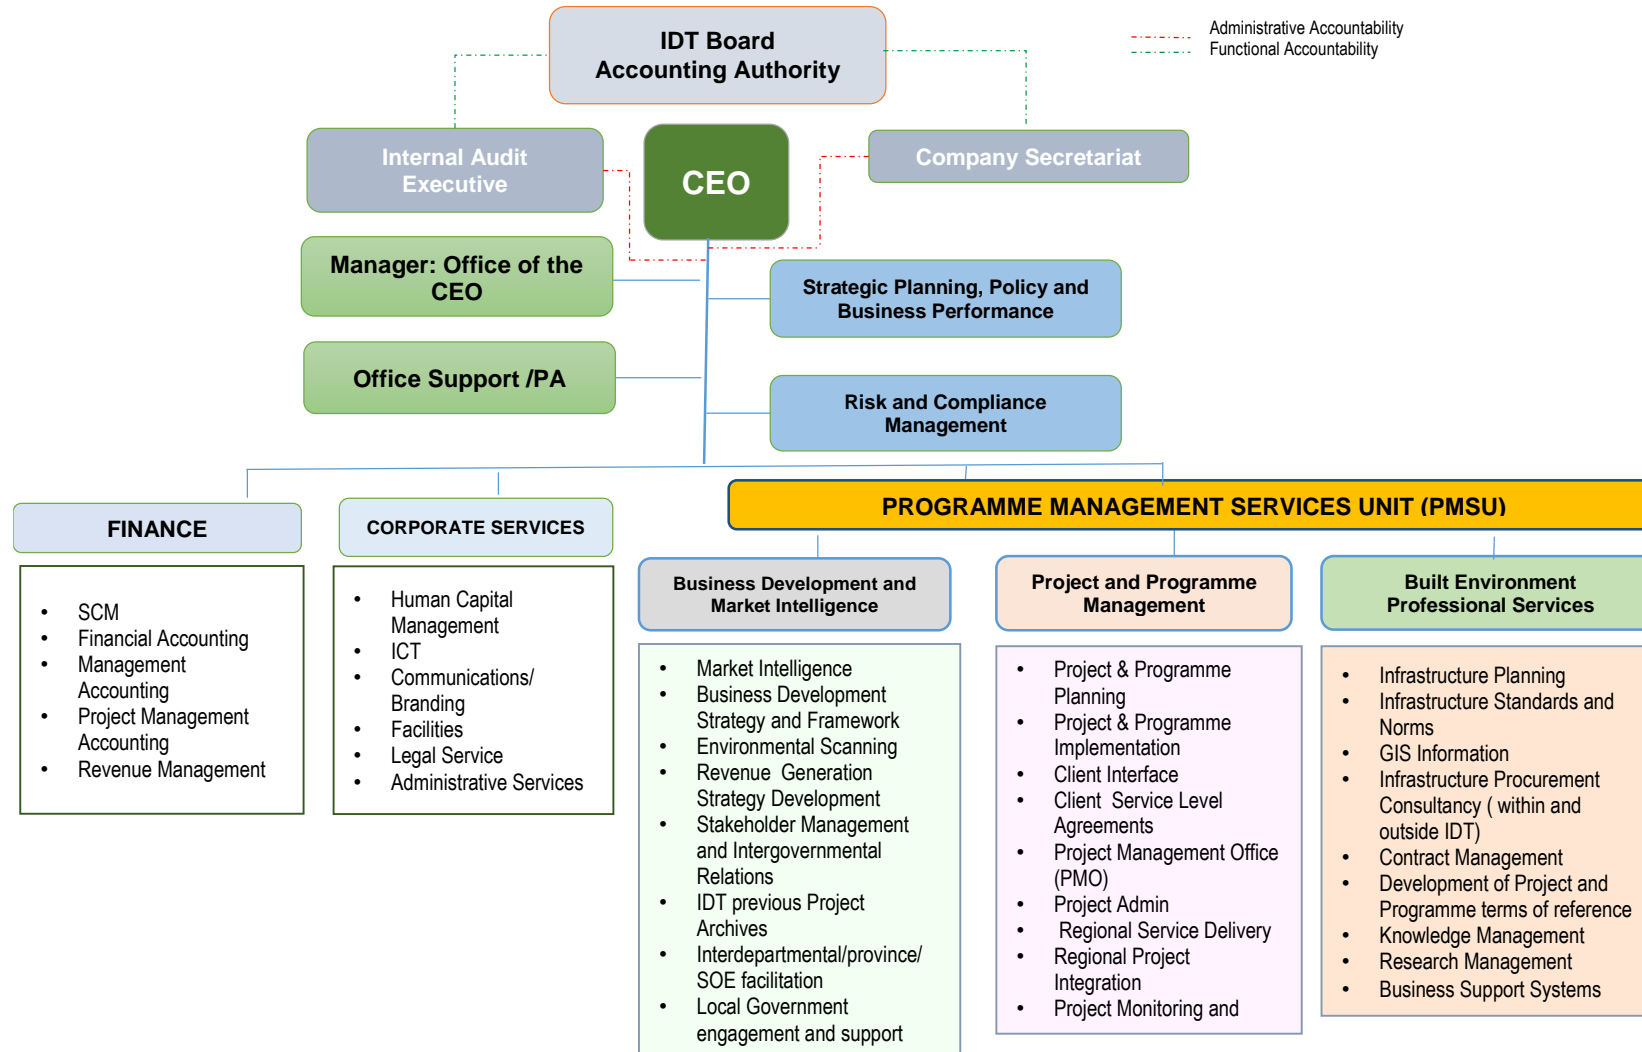 IDT Board
Accounting Authority
Administrative Accountability
Functional Accountability
Internal Audit
Executive
CEO
Company Secretariat
Manager: Office of the
CEO
Strategic Planning, Policy and
Business Performance
Office Support /PA
Risk and Compliance
Management
FINANCE
CORPORATE SERVICES
PROGRAMME MANAGEMENT SERVICES UNIT (PMSU)
• SCM
• Financial Accounting
• Management
Accounting
• Project Management
Accounting
• Revenue Management
• Human Capital
Management
• ICT
• Communications/
Branding
• Facilities
• Legal Service
• Administrative Services
Business Development and
Market Intelligence
• Market Intelligence
• Business Development
Strategy and Framework
• Environmental Scanning
• Revenue Generation
Strategy Development
• Stakeholder Management
and Intergovernmental
Relations
• IDT previous Project
Archives
• Interdepartmental/province/
SOE facilitation
• Local Government
engagement and support
Project and Programme
Management
• Project & Programme
Planning
• Project & Programme
Implementation
• Client Interface
• Client Service Level
Agreements
• Project Management Office
(PMO)
• Project Admin
• Regional Service Delivery
• Regional Project
Integration
• Project Monitoring and
Built Environment
Professional Services
• Infrastructure Planning
• Infrastructure Standards and
Norms
• GIS Information
• Infrastructure Procurement
Consultancy ( within and
outside IDT)
• Contract Management
• Development of Project and
Programme terms of reference
• Knowledge Management
• Research Management
• Business Support Systems